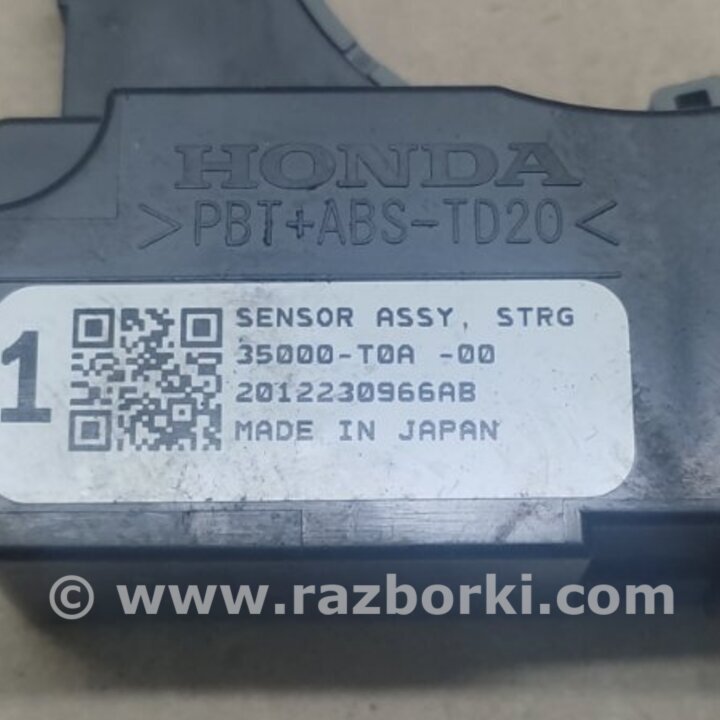 HONDA
>PBT+ABS-TD20<
1
SENSOR ASSY, STRG
35000-T0A -00
2012230966AB
MADE IN JAPAN
© www.razborki.com